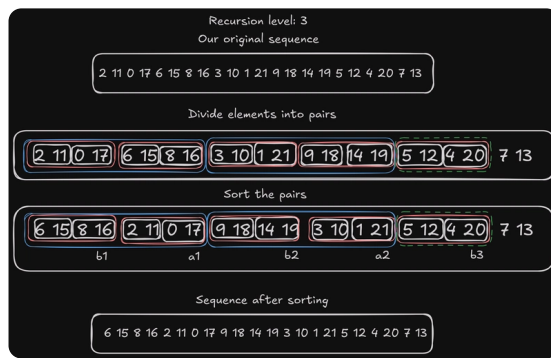 Recursion level: 3
Our original sequence
2 11 0 17 6 15 8 16 3 10 1 21 9 18 14 19 5 12 4 20 7 13
Divide elements into pairs
2 11 0 17 6 15 8 16 3 10 1 21 9 18 14 19 5 12 4 20 7 13
Sort the pairs
6 15 8 16 2 11 0 17 9 18 14 19 3 10 1 21 5 12 4 20 7 13
b1 a1 b2 a2 b3
Sequence after sorting
6 15 8 16 2 11 0 17 9 18 14 19 3 10 1 21 5 12 4 20 7 13